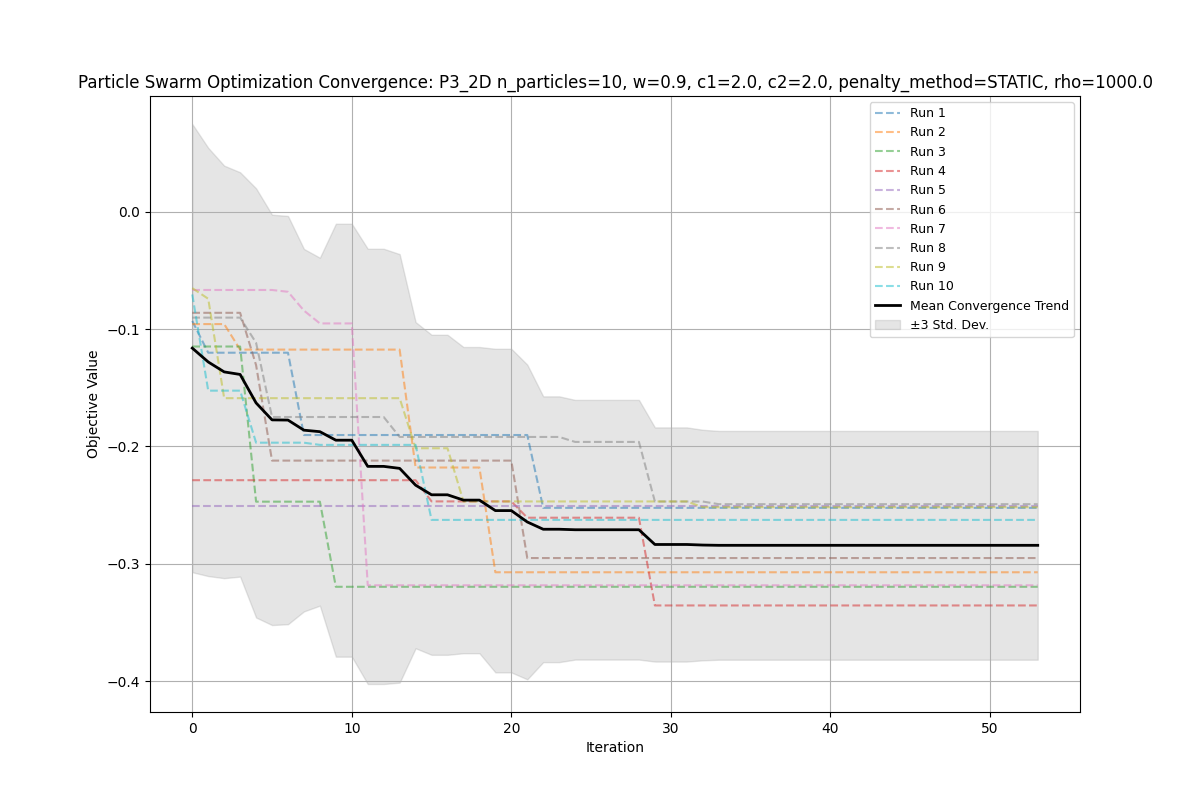 Particle Swarm Optimization Convergence: P3_2D n_particles=10, w=0.9, c1=2.0, c2=2.0, penalty_method=STATIC, rho=1000.0
Run 1
Run 2
Run 3
Run 4
Run 5
Run 6
Run 7
Run 8
Run 9
Run 10
Mean Convergence Trend
±3 Std. Dev.
Objective Value
0.0
−0.1
−0.2
−0.3
−0.4
0 10 20 30 40 50
Iteration